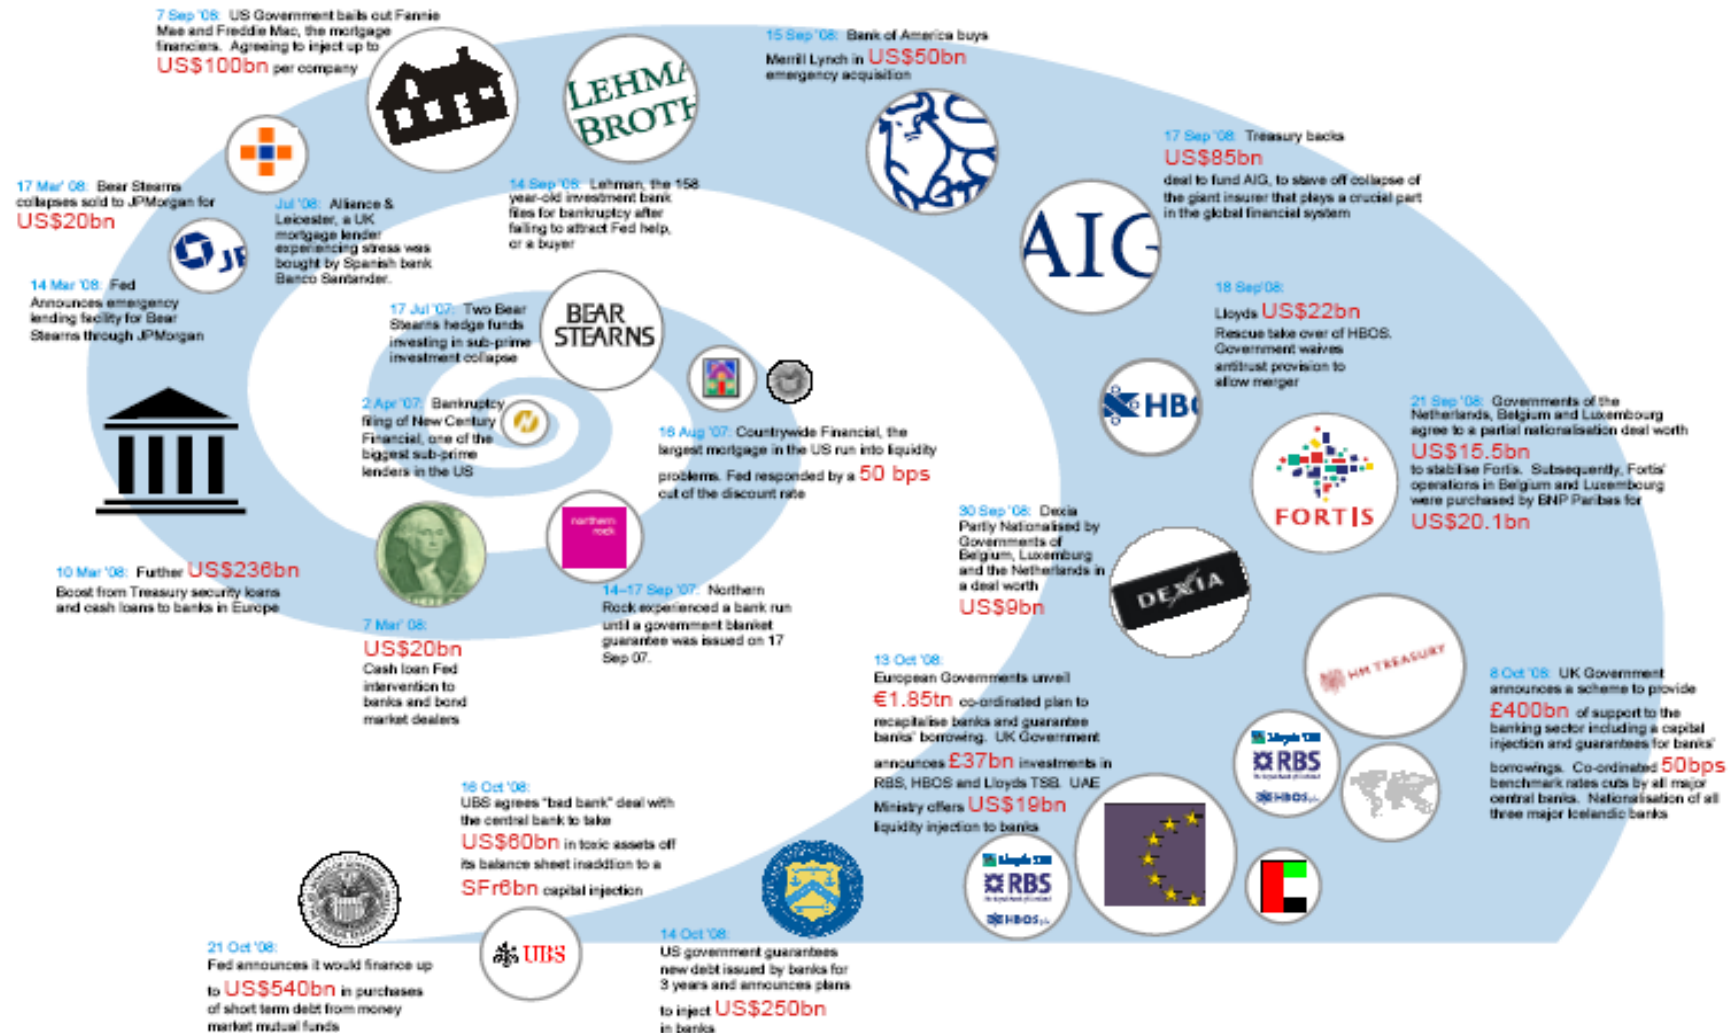 7 Sep '08: US Government bails out Fannie
Mae and Freddie Mac, the mortgage
financiers. Agreeing to inject up to
US$100bn per company
LEHMA
BROTH
15 Sep '08: Bank of America buys
Merrill Lynch in US$50bn
emergency acquisition
17 Sep '08: Treasury backs
US$85bn
deal to fund AIG, to stave off collapse of
the giant insurer that plays a crucial part
in the global financial system
AIG
17 Mar' 08: Bear Stearns
collapses sold to JPMorgan for
US$20bn
JP
Jul '08: Alliance &
Leicester, a UK
mortgage lender
experiencing stress was
bought by Spanish bank
Banco Santander.
14 Sep '08: Lehman, the 158
year-old investment bank
files for bankruptcy after
failing to attract Fed help,
or a buyer
14 Mar '08: Fed
Announces emergency
lending facility for Bear
Stearns through JPMorgan
17 Jul '07: Two Bear
Stearns hedge funds
investing in sub-prime
investment collapse
BEAR
STEARNS
18 Sep'08:
Lloyds US$22bn
Rescue take over of HBOS.
Government waives
antitrust provision to
allow merger
HBO
2 Apr '07: Bankruptcy
filing of New Century
Financial, one of the
biggest sub-prime
lenders in the US
16 Aug '07: Countrywide Financial, the
largest mortgage in the US run into liquidity
problems. Fed responded by a 50 bps
cut of the discount rate
21 Sep '08: Governments of the
Netherlands, Belgium and Luxembourg
agree to a partial nationalisation deal worth
US$15.5bn
to stabilise Fortis. Subsequently, Fortis'
operations in Belgium and Luxembourg
were purchased by BNP Paribas for
US$20.1bn
FORTIS
northern
rock
30 Sep '08: Dexia
Partly Nationalised by
Governments of
Belgium, Luxemburg
and the Netherlands in
a deal worth
US$9bn
DEXIA
10 Mar '08: Further US$236bn
Boost from Treasury security loans
and cash loans to banks in Europe
7 Mar' 08:
US$20bn
Cash loan Fed
intervention to
banks and bond
market dealers
14–17 Sep '07: Northern
Rock experienced a bank run
until a government blanket
guarantee was issued on 17
Sep 07.
HM TREASURY
8 Oct '08: UK Government
announces a scheme to provide
£400bn of support to the
banking sector including a capital
injection and guarantees for banks'
borrowings. Co-ordinated 50bps
benchmark rates cuts by all major
central banks. Nationalisation of all
three major Icelandic banks
13 Oct '08:
European Governments unveil
€1.85tn co-ordinated plan to
recapitalise banks and guarantee
banks' borrowing. UK Government
announces £37bn investments in
RBS, HBOS and Lloyds TSB. UAE
Ministry offers US$19bn
liquidity injection to banks
Lloyds TSB
RBS
HBOS plc
Lloyds TSB
RBS
HBOS plc
16 Oct '08:
UBS agrees "bad bank" deal with
the central bank to take
US$60bn in toxic assets off
its balance sheet inaddtion to a
SFr6bn capital injection
UBS
21 Oct '08:
Fed announces it would finance up
to US$540bn in purchases
of short term debt from money
market mutual funds
14 Oct '08:
US government guarantees
new debt issued by banks for
3 years and announces plans
to inject US$250bn
in banks